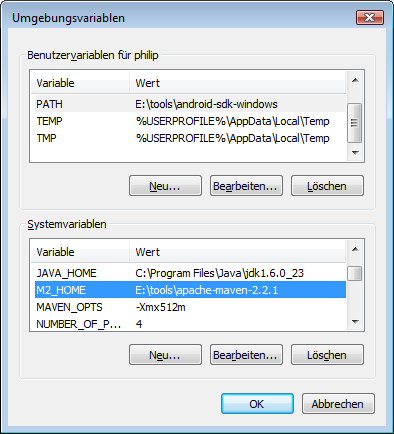 Umgebungsvariablen
Benutzervariablen für philip
Variable Wert
PATH E:\tools\android-sdk-windows
TEMP %USERPROFILE%\AppData\Local\Temp
TMP %USERPROFILE%\AppData\Local\Temp
Neu... Bearbeiten... Löschen
Systemvariablen
Variable Wert
JAVA_HOME C:\Program Files\Java\jdk1.6.0_23
M2_HOME E:\tools\apache-maven-2.2.1
MAVEN_OPTS -Xmx512m
NUMBER_OF_P... 4
Neu... Bearbeiten... Löschen
OK Abbrechen